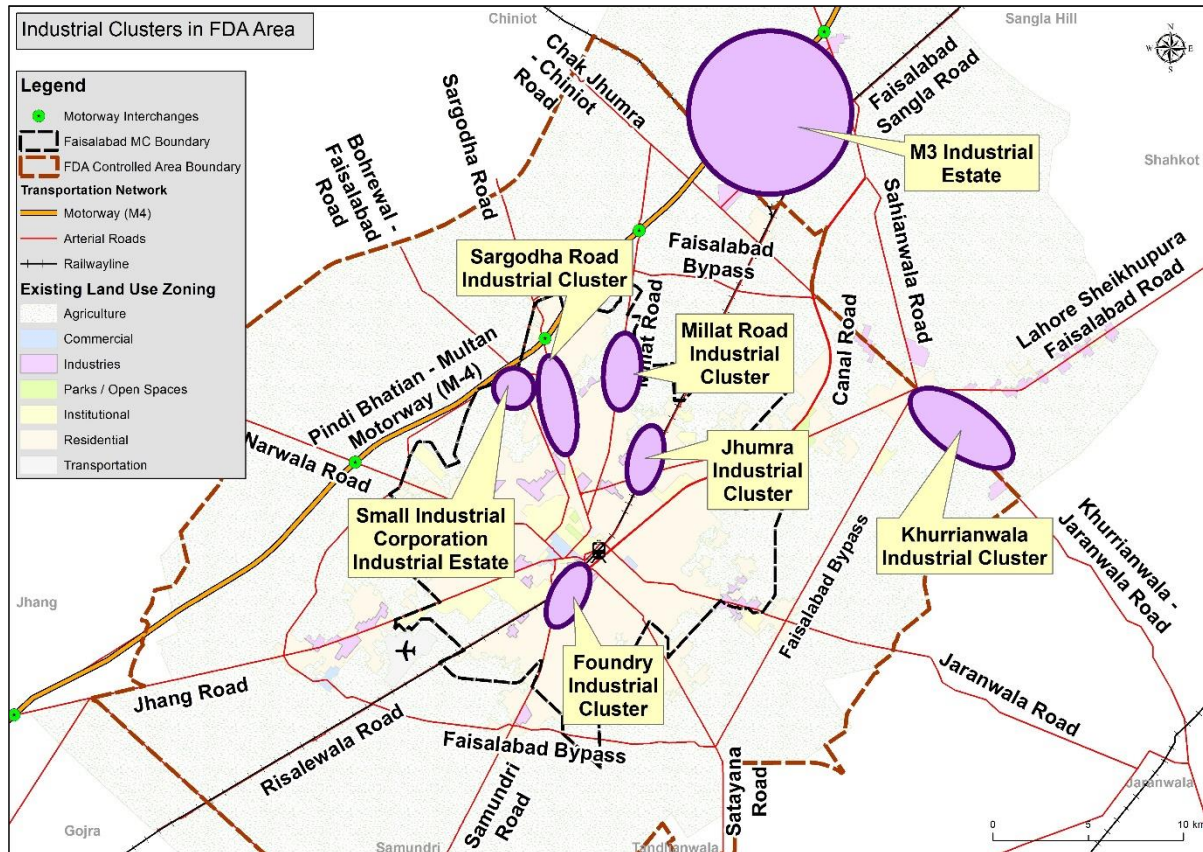 Industrial Clusters in FDA Area
Chiniot
Sangla Hill
N
W
E
S
Legend
Motorway Interchanges
Faisalabad MC Boundary
FDA Controlled Area Boundary
Transportation Network
Motorway (M4)
Arterial Roads
Railwayline
Existing Land Use Zoning
Agriculture
Commercial
Industries
Parks / Open Spaces
Institutional
Residential
Transportation
Chak Jhumra
- Chiniot
Road
Sargodha Road
Bohrewal -
Faisalabad
Road
Faisalabad
Sangla Road
M3 Industrial
Estate
Shahkot
Sahianwala Road
Lahore Sheikhupura
Faisalabad Road
Faisalabad
Bypass
Canal Road
Sargodha Road
Industrial Cluster
Millat Road
Millat Road
Industrial
Cluster
Pindi Bhatian - Multan
Motorway (M-4)
Narwala Road
Jhumra
Industrial
Cluster
Small Industrial
Corporation
Industrial Estate
Khurrianwala
Industrial Cluster
Khurrianwala -
Jaranwala Road
Faisalabad Bypass
Jhang
Foundry
Industrial
Cluster
Jhang Road
Risalewala Road
Faisalabad Bypass
Jaranwala Road
Samundri
Road
Satayana
Road
Jaranwala
Gojra
Samundri
Tandlianwala
0
5
10 km